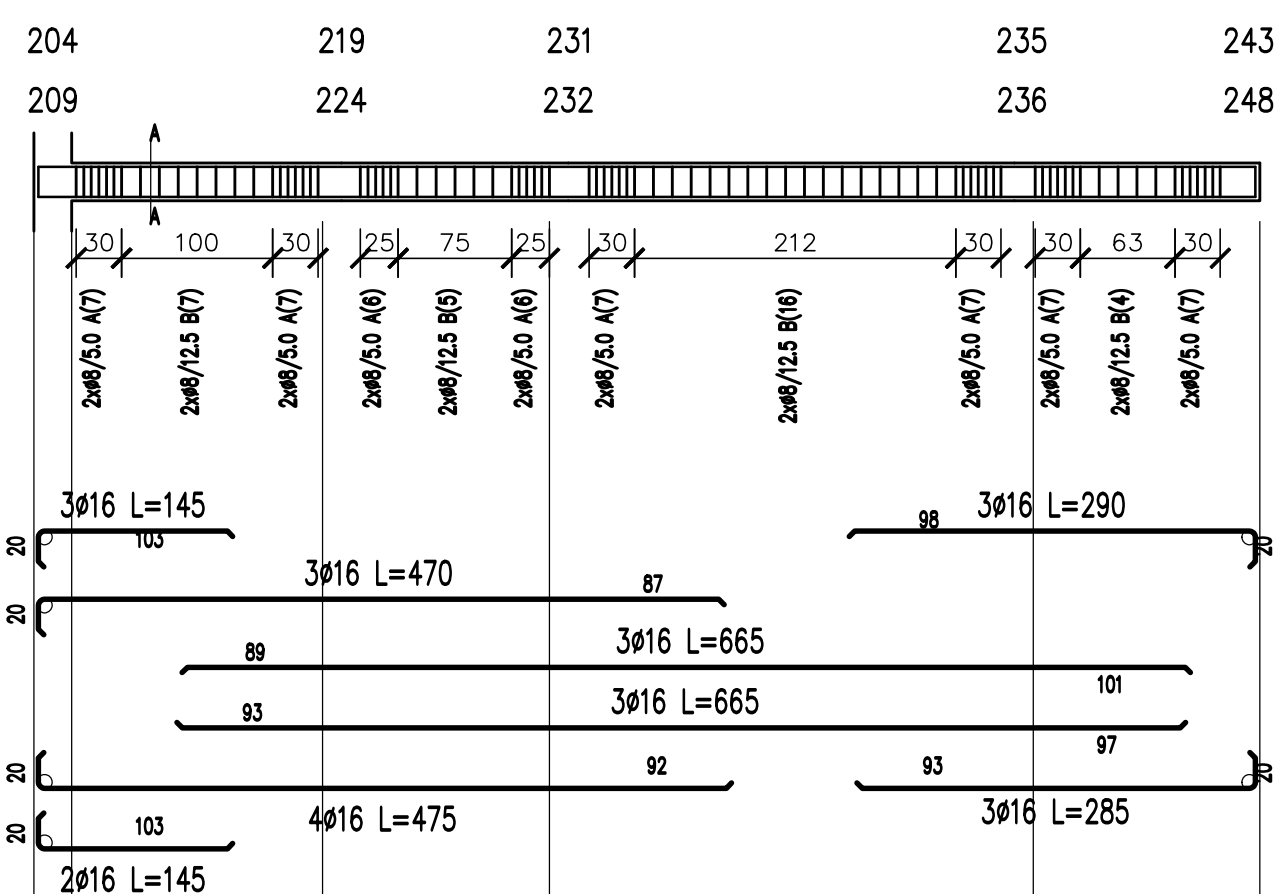 204 219 231 235 243
209 224 232 236 248
A
A
30 100 30 25 75 25 30 212 30 30 63 30
2xø8/5.0 A(7)
2xø8/12.5 B(7)
2xø8/5.0 A(7)
2xø8/5.0 A(6)
2xø8/12.5 B(5)
2xø8/5.0 A(6)
2xø8/5.0 A(7)
2xø8/12.5 B(16)
2xø8/5.0 A(7)
2xø8/5.0 A(7)
2xø8/12.5 B(4)
2xø8/5.0 A(7)
3ø16 L=145 3ø16 L=290
20 103 98 20
3ø16 L=470 87
20
3ø16 L=665
89 101
3ø16 L=665
93 97
20 92 93 20
4ø16 L=475 3ø16 L=285
20 103
2ø16 L=145